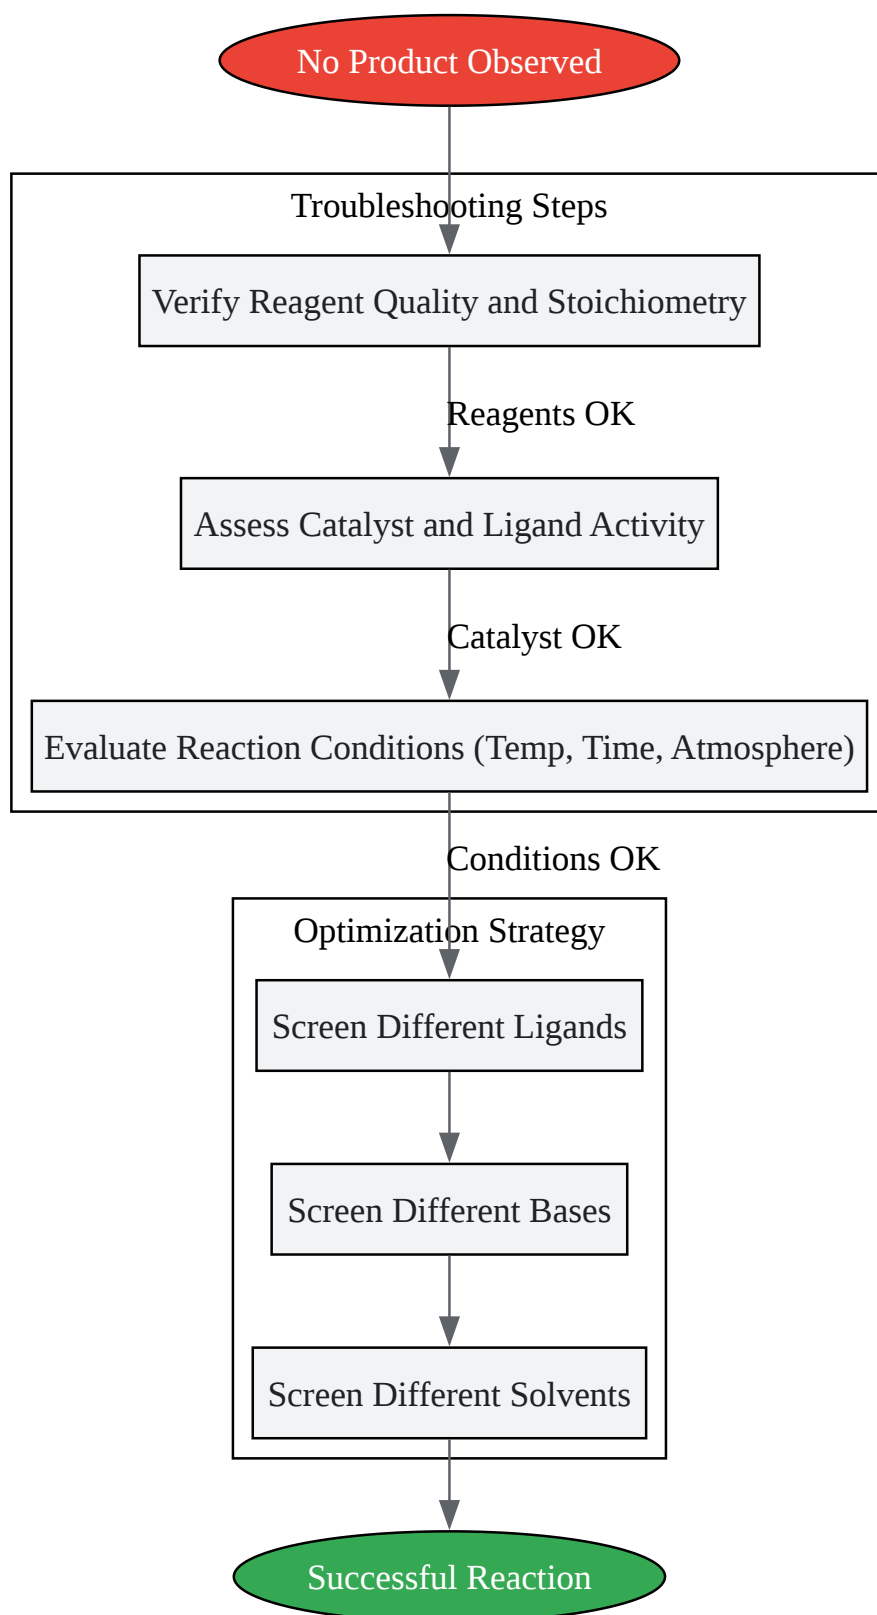 No Product Observed
Troubleshooting Steps
Verify Reagent Quality and Stoichiometry
Reagents OK
Assess Catalyst and Ligand Activity
Catalyst OK
Evaluate Reaction Conditions (Temp, Time, Atmosphere)
Conditions OK
Optimization Strategy
Screen Different Ligands
Screen Different Bases
Screen Different Solvents
Successful Reaction